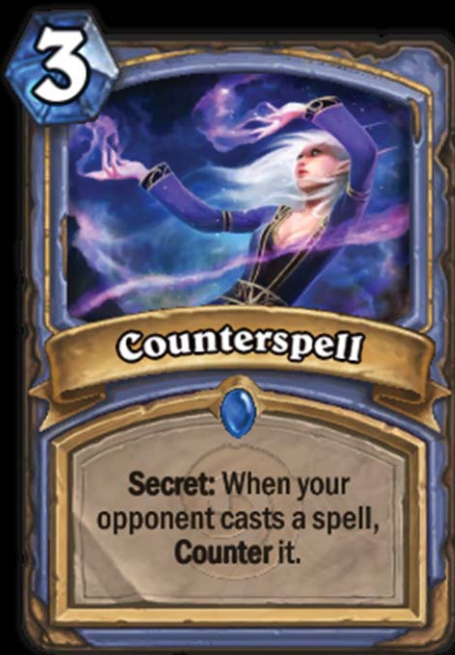 3
Counterspell
Secret: When your
opponent casts a spell,
Counter it.